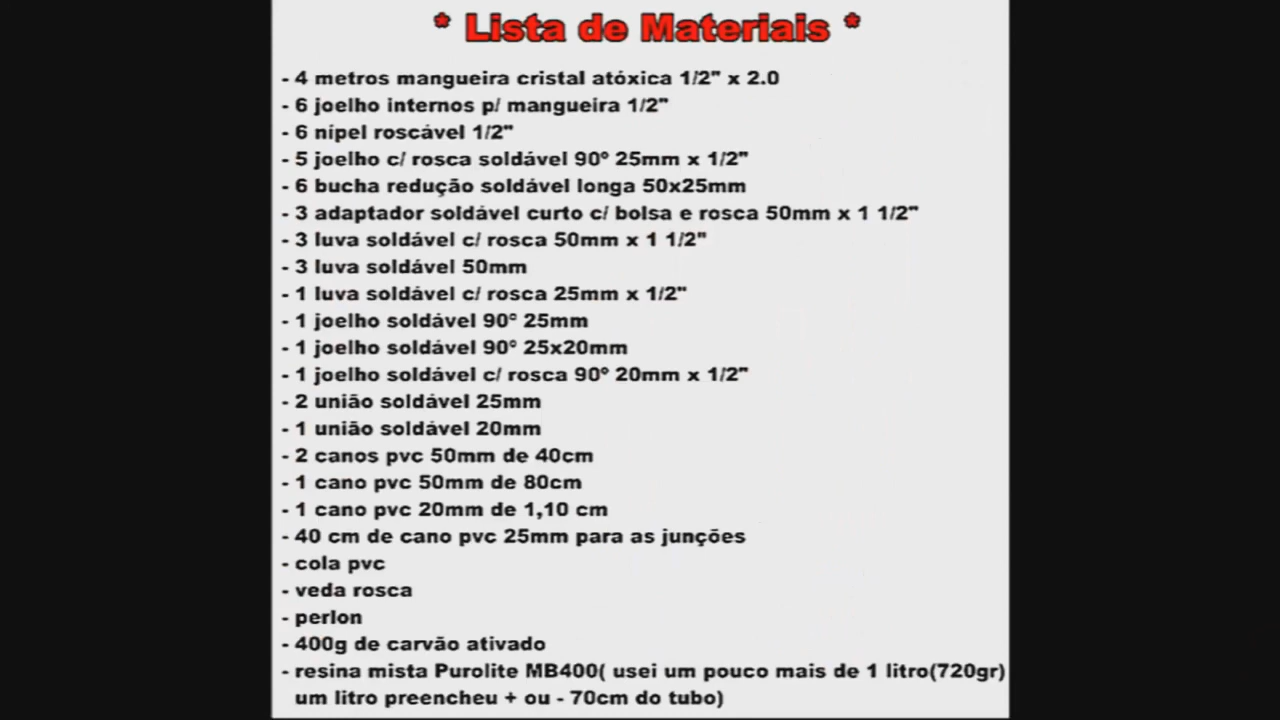 * Lista de Materiais *
- 4 metros mangueira cristal atóxica 1/2" x 2.0
- 6 joelho internos p/ mangueira 1/2"
- 6 nípel roscável 1/2"
- 5 joelho c/ rosca soldável 90° 25mm x 1/2"
- 6 bucha redução soldável longa 50x25mm
- 3 adaptador soldável curto c/ bolsa e rosca 50mm x 1 1/2"
- 3 luva soldável c/ rosca 50mm x 1 1/2"
- 3 luva soldável 50mm
- 1 luva soldável c/ rosca 25mm x 1/2"
- 1 joelho soldável 90° 25mm
- 1 joelho soldável 90° 25x20mm
- 1 joelho soldável c/ rosca 90° 20mm x 1/2"
- 2 união soldável 25mm
- 1 união soldável 20mm
- 2 canos pvc 50mm de 40cm
- 1 cano pvc 50mm de 80cm
- 1 cano pvc 20mm de 1,10 cm
- 40 cm de cano pvc 25mm para as junções
- cola pvc
- veda rosca
- perlon
- 400g de carvão ativado
- resina mista Purolite MB400( usei um pouco mais de 1 litro(720gr)
um litro preencheu + ou - 70cm do tubo)